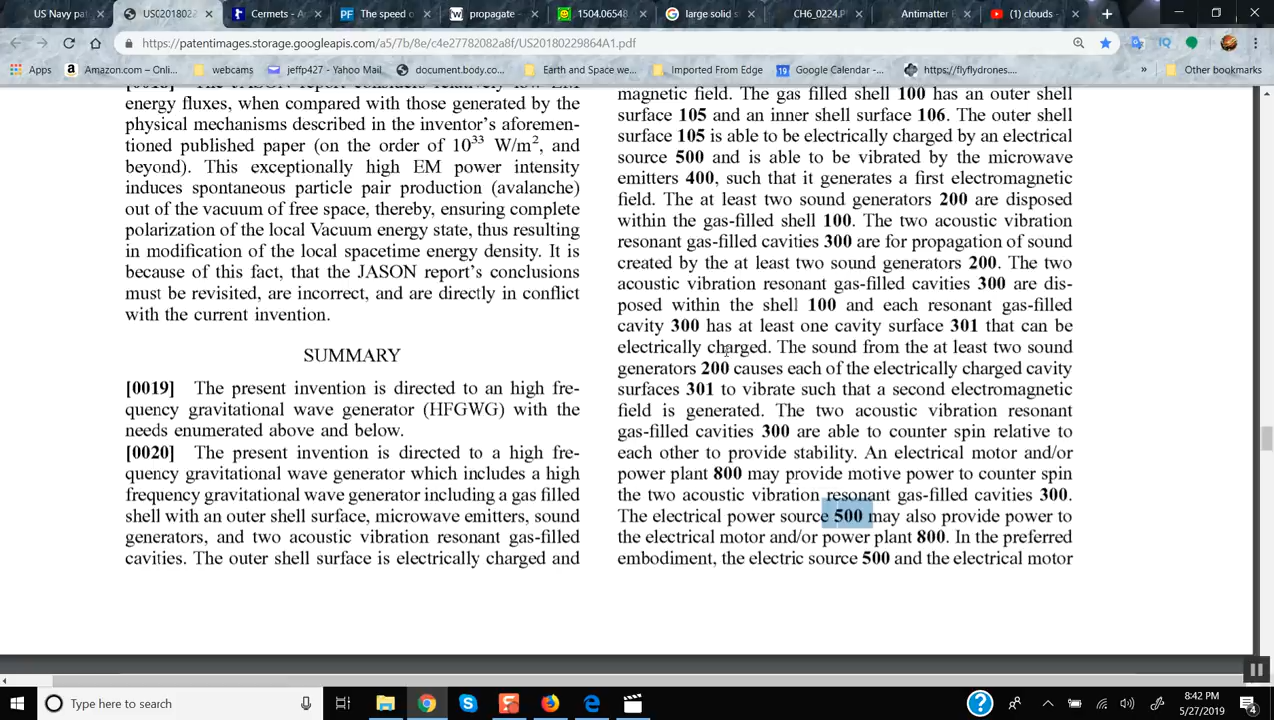 US Navy pat
US0201802
Cermets - A
The speed o
propagate -
1504.06548
large solid s
CH6_0224.P
Antimatter E
(1) clouds -
https://patentimages.storage.googleapis.com/a5/7b/8e/c4e27782082a8f/US20180229864A1.pdf
Apps
Amazon.com – Onli...
webcams
jeffp427 - Yahoo Mail
document.body.co...
Earth and Space we...
Imported From Edge
Google Calendar -...
https://flyflydrones....
»
Other bookmarks
[0018] The JASON report considers relatively low EM
energy fluxes, when compared with those generated by the
physical mechanisms described in the inventor's aforemen-
tioned published paper (on the order of 10³³ W/m², and
beyond). This exceptionally high EM power intensity
induces spontaneous particle pair production (avalanche)
out of the vacuum of free space, thereby, ensuring complete
polarization of the local Vacuum energy state, thus resulting
in modification of the local spacetime energy density. It is
because of this fact, that the JASON report's conclusions
must be revisited, are incorrect, and are directly in conflict
with the current invention.
SUMMARY
[0019] The present invention is directed to an high fre-
quency gravitational wave generator (HFGWG) with the
needs enumerated above and below.
[0020] The present invention is directed to a high fre-
quency gravitational wave generator which includes a high
frequency gravitational wave generator including a gas filled
shell with an outer shell surface, microwave emitters, sound
generators, and two acoustic vibration resonant gas-filled
cavities. The outer shell surface is electrically charged and
magnetic field. The gas filled shell 100 has an outer shell
surface 105 and an inner shell surface 106. The outer shell
surface 105 is able to be electrically charged by an electrical
source 500 and is able to be vibrated by the microwave
emitters 400, such that it generates a first electromagnetic
field. The at least two sound generators 200 are disposed
within the gas-filled shell 100. The two acoustic vibration
resonant gas-filled cavities 300 are for propagation of sound
created by the at least two sound generators 200. The two
acoustic vibration resonant gas-filled cavities 300 are dis-
posed within the shell 100 and each resonant gas-filled
cavity 300 has at least one cavity surface 301 that can be
electrically charged. The sound from the at least two sound
generators 200 causes each of the electrically charged cavity
surfaces 301 to vibrate such that a second electromagnetic
field is generated. The two acoustic vibration resonant
gas-filled cavities 300 are able to counter spin relative to
each other to provide stability. An electrical motor and/or
power plant 800 may provide motive power to counter spin
the two acoustic vibration resonant gas-filled cavities 300.
The electrical power source 500 may also provide power to
the electrical motor and/or power plant 800. In the preferred
embodiment, the electric source 500 and the electrical motor
Type here to search
8:42 PM
5/27/2019
4